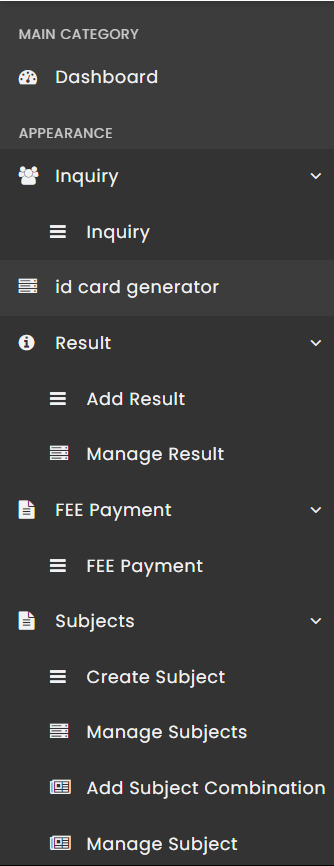 MAIN CATEGORY
Dashboard
APPEARANCE
Inquiry
Inquiry
id card generator
Result
Add Result
Manage Result
FEE Payment
FEE Payment
Subjects
Create Subject
Manage Subjects
Add Subject Combination
Manage Subject